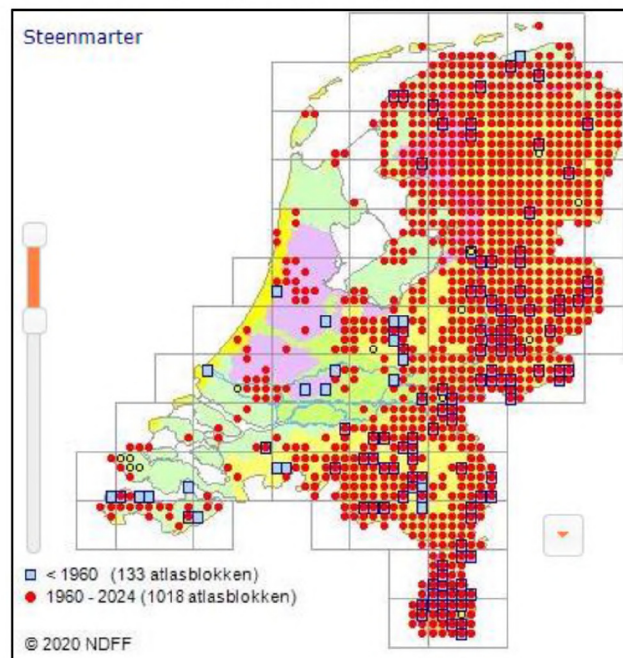 Steenmarter
< 1960 (133 atlasblokken)
1960 - 2024 (1018 atlasblokken)
© 2020 NDFF